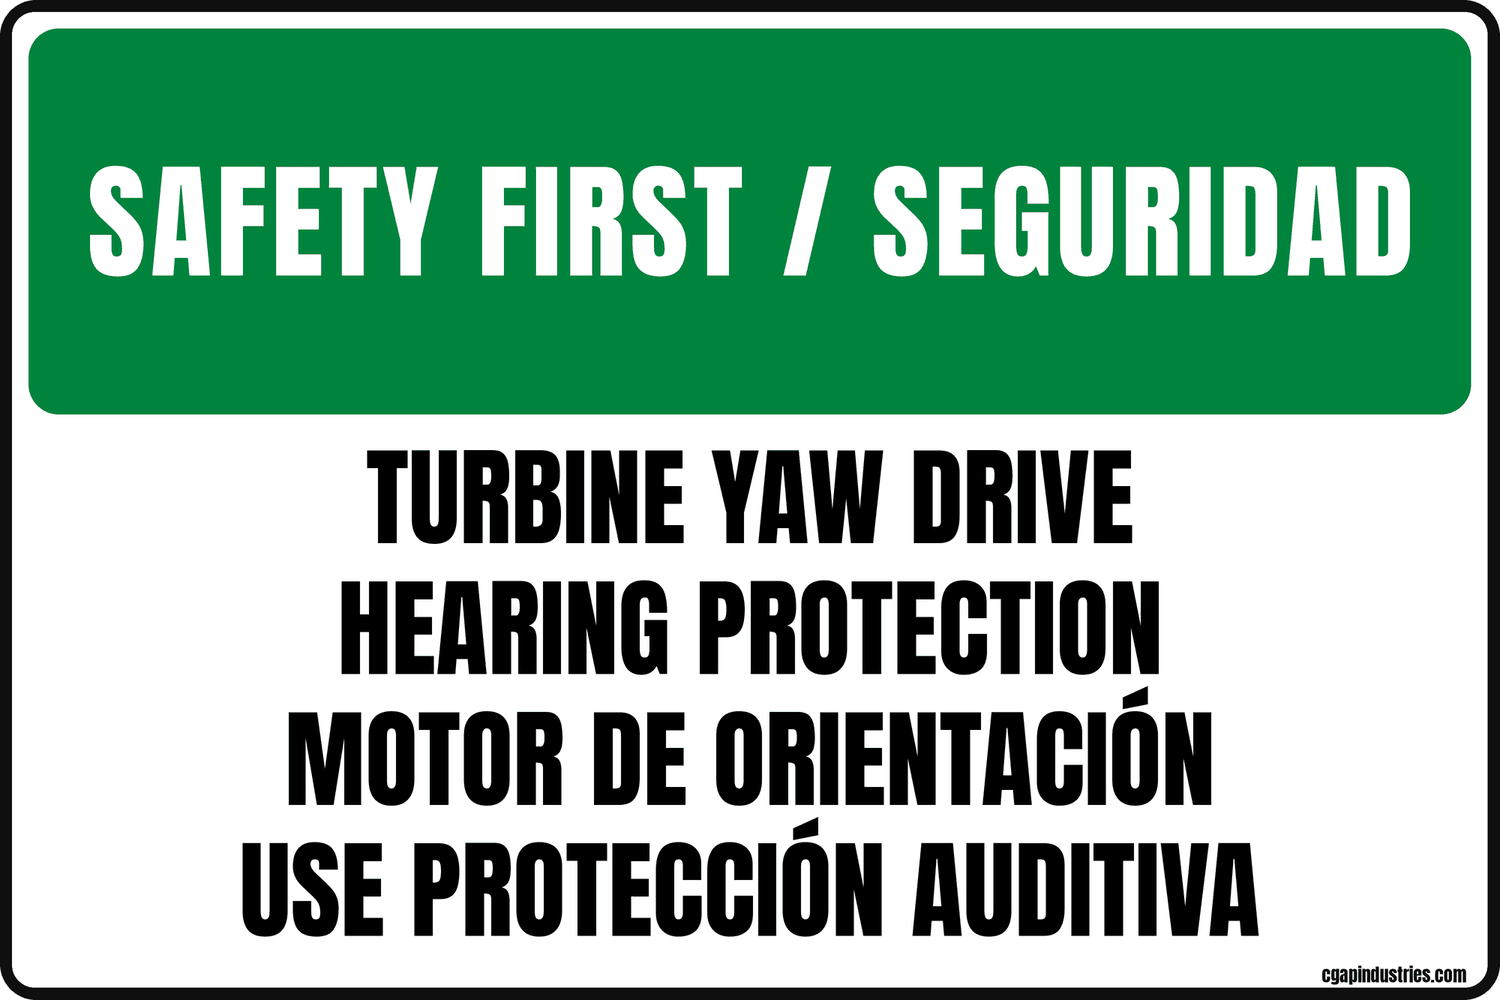 SAFETY FIRST / SEGURIDAD
TURBINE YAW DRIVE
HEARING PROTECTION
MOTOR DE ORIENTACIÓN
USE PROTECCIÓN AUDITIVA
cgapindustries.com